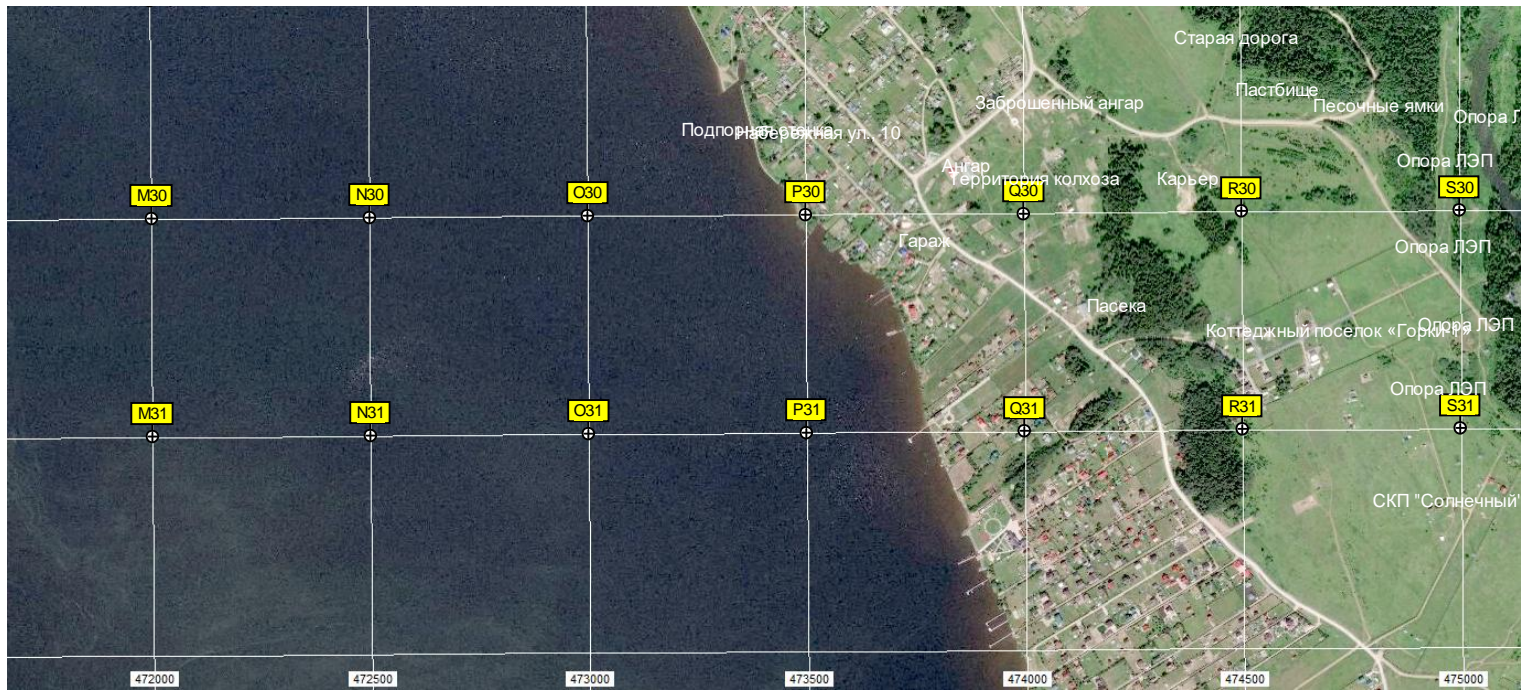 Старая дорога
Пастбище
Заброшенный ангар
Песочные ямки
Опора Л
Подпорная стенка
Набережная ул., 10
Опора ЛЭП
Ангар
Территория колхоза
Карьер
M30
N30
O30
P30
Q30
R30
S30
Гараж
Опора ЛЭП
Пасека
Коттеджный поселок «Горки-1»
Опора ЛЭП
Опора ЛЭП
M31
N31
O31
P31
Q31
R31
S31
СКП "Солнечный"
472000
472500
473000
473500
474000
474500
475000